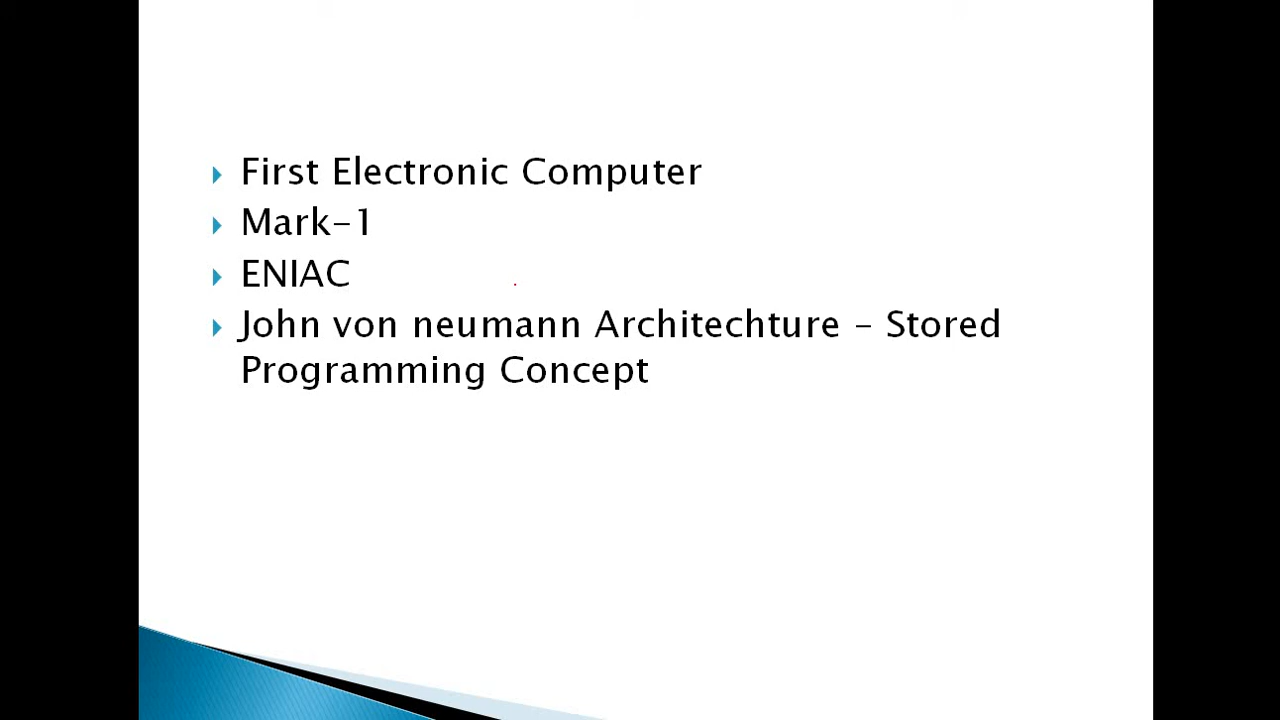 First Electronic Computer
Mark-1
ENIAC
John von neumann Architechture - Stored
Programming Concept